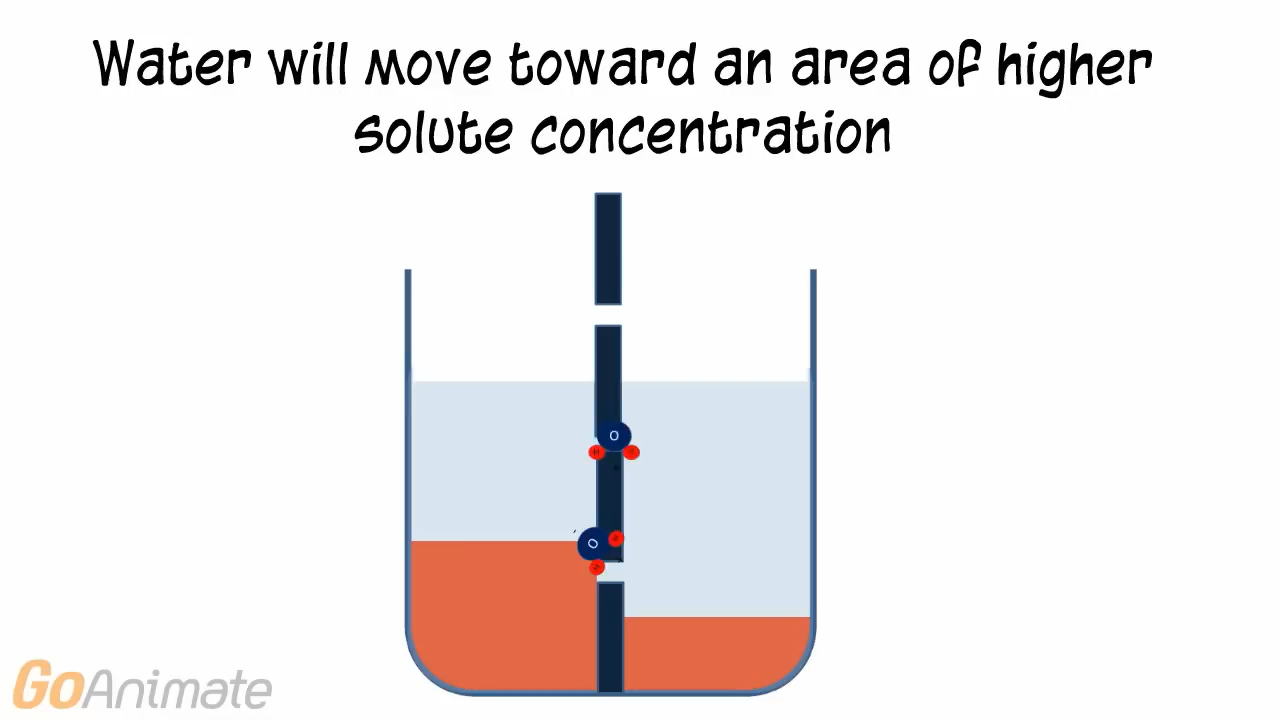 Water will move toward an area of higher
solute concentration
O
H
O
GoAnimate